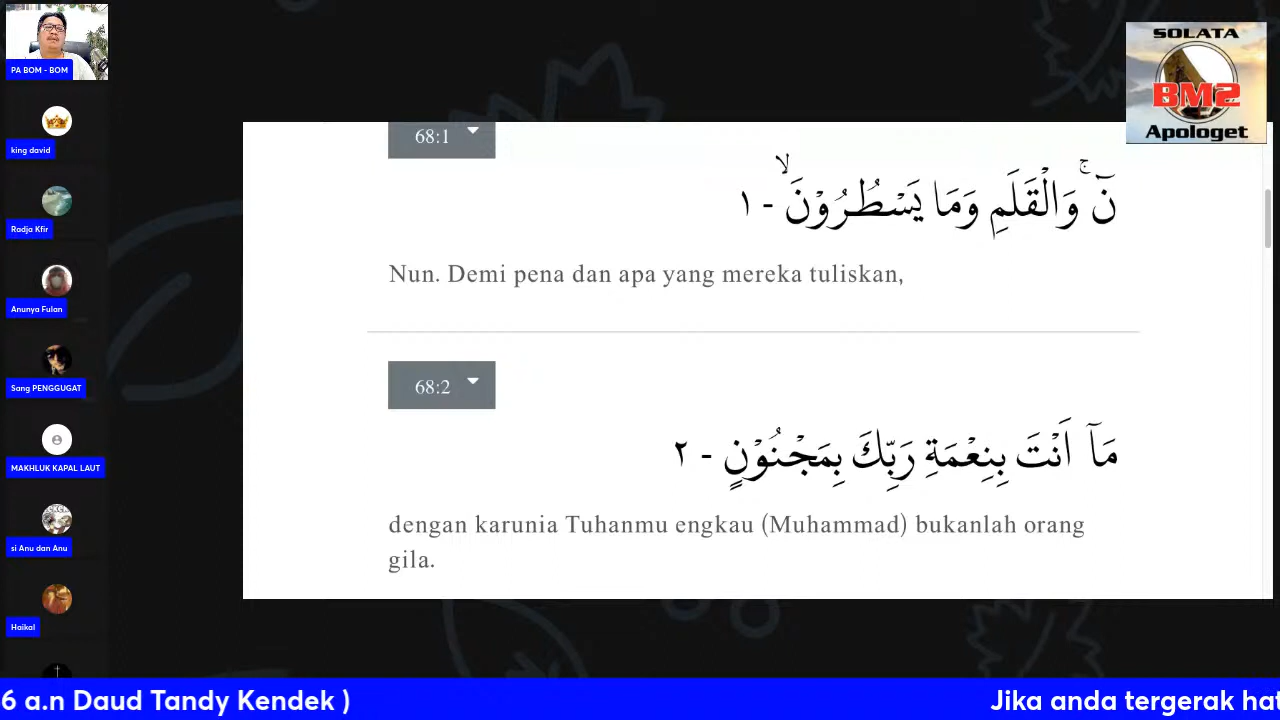 PA BOM - BOM
king david
Radja Kfir
Anunya Fulan
Sang PENGGUGAT
MAKHLUK KAPAL LAUT
si Anu dan Anu
Haikal
SOLATA
BM2
Apologet
68:1
نۤ ۚوَالْقَلَمِ وَمَا يَسْطُرُوْنَۙ - ١
Nun. Demi pena dan apa yang mereka tuliskan,
68:2
مَآ اَنْتَ بِنِعْمَةِ رَبِّكَ بِمَجْنُوْنٍ - ٢
dengan karunia Tuhanmu engkau (Muhammad) bukanlah orang
gila.
6 a.n Daud Tandy Kendek ) Jika anda tergerak hat